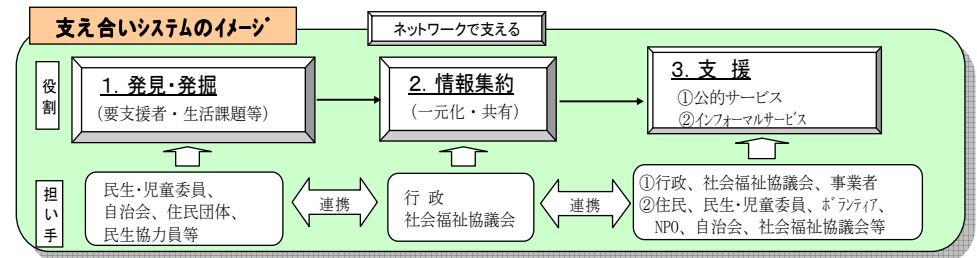 支え合いシステムのイメージ
ネットワークで支える
役割
1. 発見・発掘
(要支援者・生活課題等)
2. 情報集約
(一元化・共有)
3. 支 援
①公的サービス
②インフォーマルサービス
担い手
民生・児童委員、
自治会、住民団体、
民生協力員等
連携
行 政
社会福祉協議会
連携
①行政、社会福祉協議会、事業者
②住民、民生・児童委員、ボランティア、
NPO、自治会、社会福祉協議会等